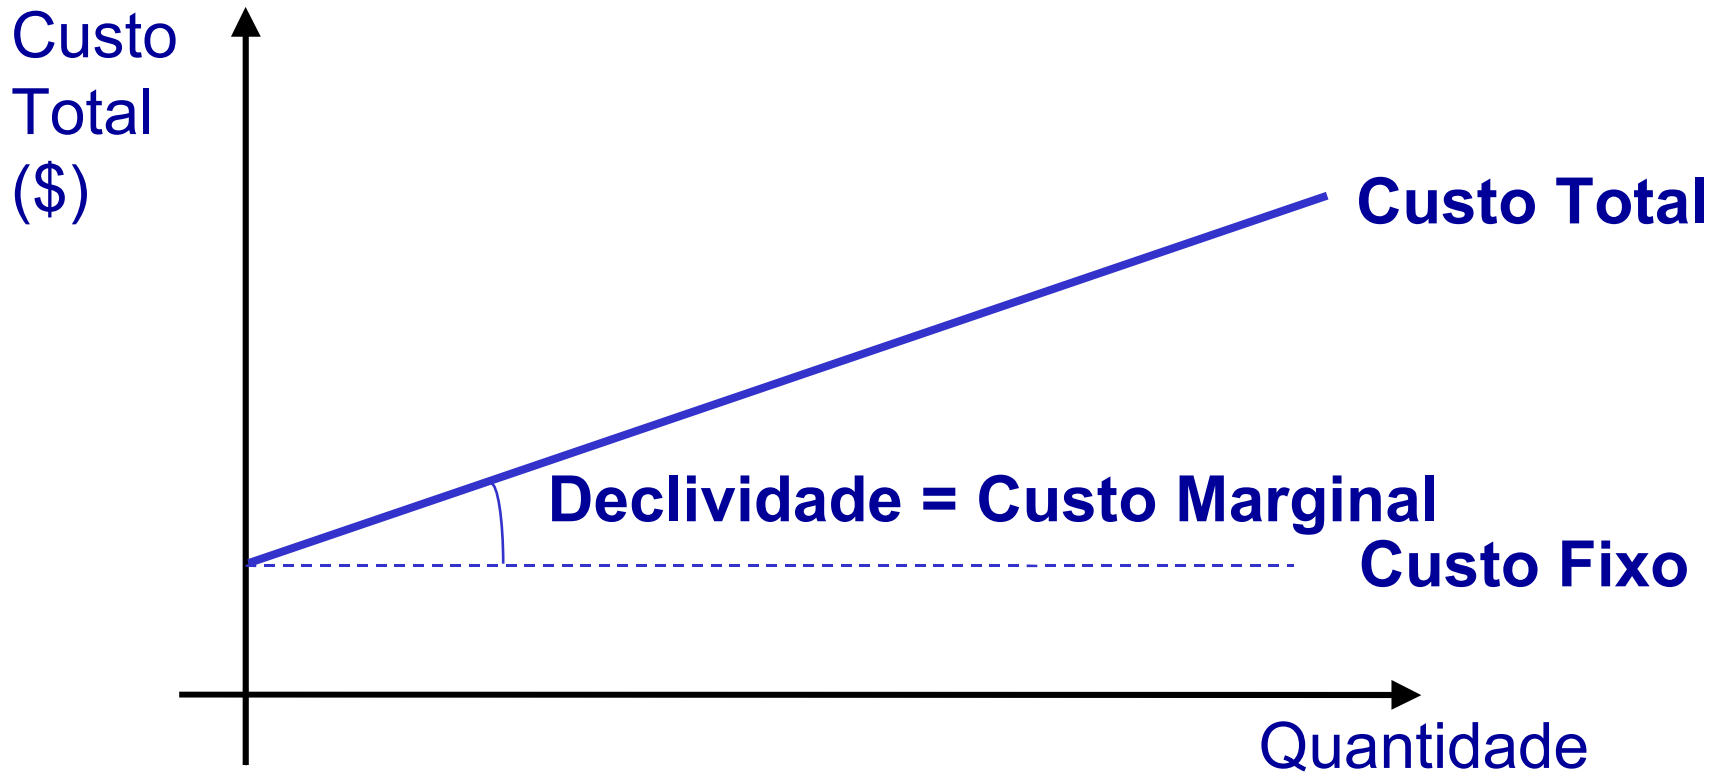 Custo
Total
($)
Custo Total
Declividade = Custo Marginal
Custo Fixo
Quantidade